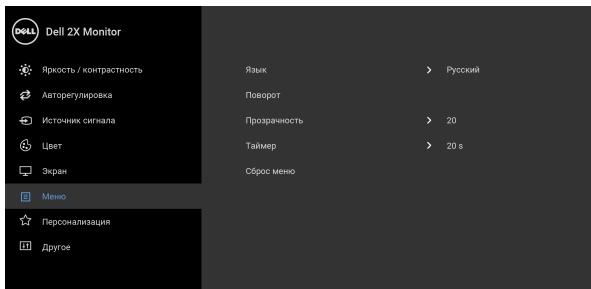 DELL Dell 2X Monitor
Яркость / контрастность
Авторегулировка
Источник сигнала
Цвет
Экран
Меню
Персонализация
Другое
Язык > Русский
Поворот
Прозрачность > 20
Таймер > 20 s
Сброс меню